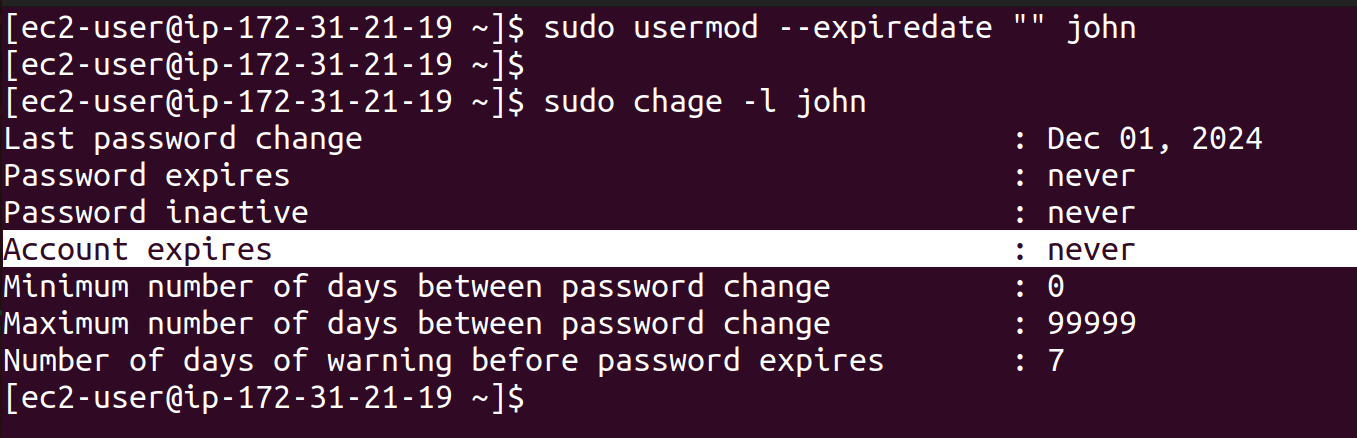 [ec2-user@ip-172-31-21-19 ~]$ sudo usermod --expiredate "" john
[ec2-user@ip-172-31-21-19 ~]$
[ec2-user@ip-172-31-21-19 ~]$ sudo chage -l john
Last password change : Dec 01, 2024
Password expires : never
Password inactive : never
Account expires : never
Minimum number of days between password change : 0
Maximum number of days between password change : 99999
Number of days of warning before password expires : 7
[ec2-user@ip-172-31-21-19 ~]$